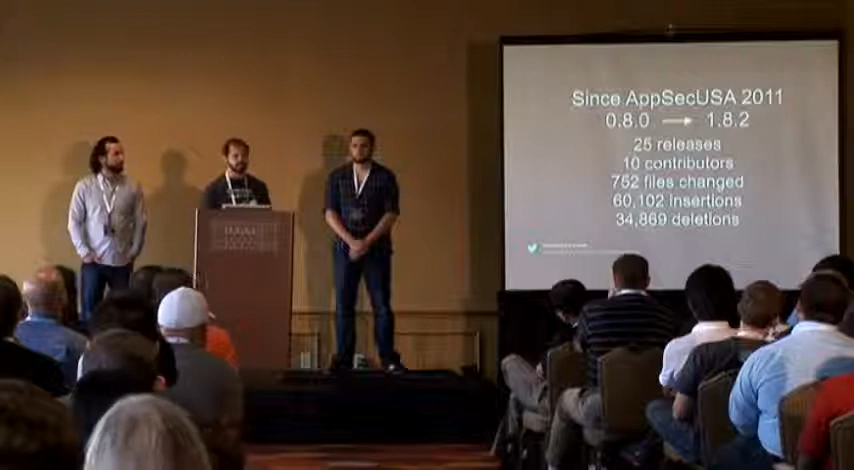 Since AppSecUSA 2011
0.8.0 → 1.8.2
25 releases
10 contributors
752 files changed
60,102 insertions
34,869 deletions